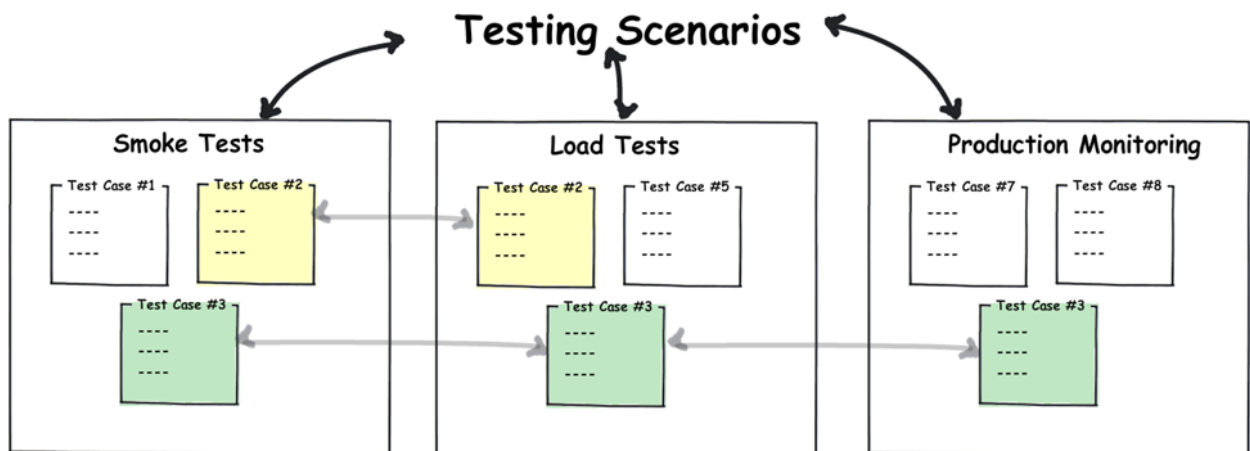 Testing Scenarios
Smoke Tests
Test Case #1
----
----
----
Test Case #2
----
----
----
Test Case #3
----
----
----
Load Tests
Test Case #2
----
----
----
Test Case #5
----
----
----
Test Case #3
----
----
----
Production Monitoring
Test Case #7
----
----
----
Test Case #8
----
----
----
Test Case #3
----
----
----